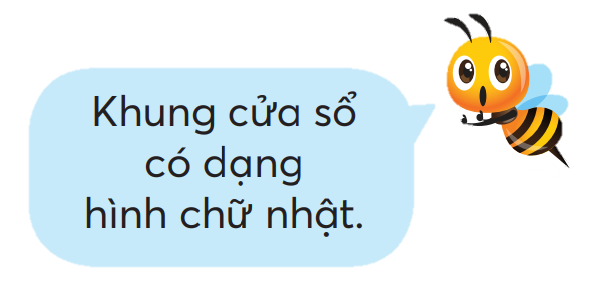 Khung cửa sổ
có dạng
hình chữ nhật.